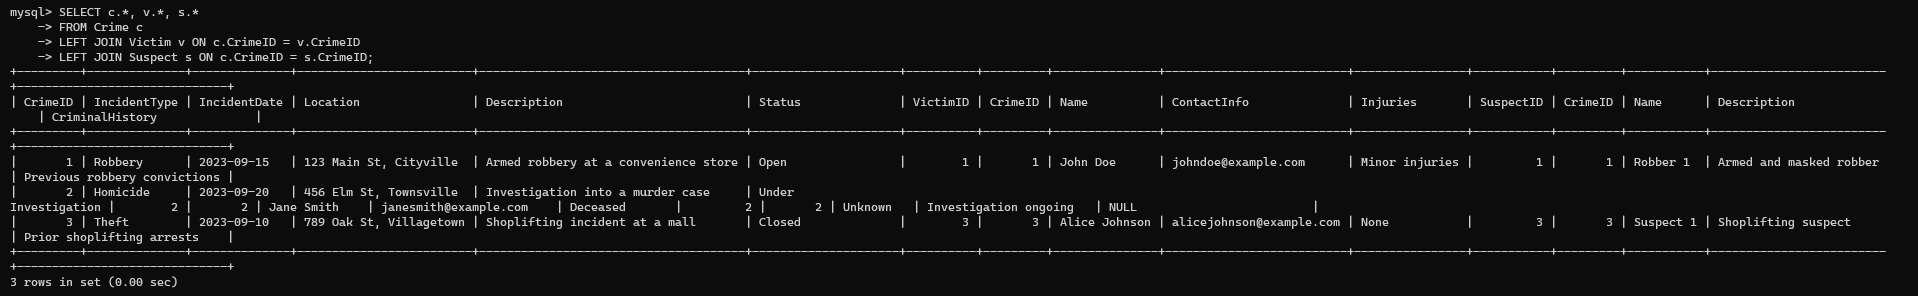 mysql> SELECT c.*, v.*, s.*
    -> FROM Crime c
    -> LEFT JOIN Victim v ON c.CrimeID = v.CrimeID
    -> LEFT JOIN Suspect s ON c.CrimeID = s.CrimeID;
+---------+--------------+--------------+-------------------------+--------------------------------------+---------------------+----------+---------+---------------+--------------------------+----------------+-----------+---------+-----------+-------------------------
+------------------------------+
| CrimeID | IncidentType | IncidentDate | Location                | Description                          | Status              | VictimID | CrimeID | Name          | ContactInfo              | Injuries       | SuspectID | CrimeID | Name      | Description
    | CriminalHistory              |
+---------+--------------+--------------+-------------------------+--------------------------------------+---------------------+----------+---------+---------------+--------------------------+----------------+-----------+---------+-----------+-------------------------
+------------------------------+
|       1 | Robbery      | 2023-09-15   | 123 Main St, Cityville  | Armed robbery at a convenience store | Open                |        1 |       1 | John Doe      | johndoe@example.com      | Minor injuries |         1 |       1 | Robber 1  | Armed and masked robber
| Previous robbery convictions |
|       2 | Homicide     | 2023-09-20   | 456 Elm St, Townsville  | Investigation into a murder case     | Under
Investigation |        2 |       2 | Jane Smith    | janesmith@example.com    | Deceased       |         2 |       2 | Unknown   | Investigation ongoing   | NULL                         |
|       3 | Theft        | 2023-09-10   | 789 Oak St, Villagetown | Shoplifting incident at a mall       | Closed              |        3 |       3 | Alice Johnson | alicejohnson@example.com | None           |         3 |       3 | Suspect 1 | Shoplifting suspect
| Prior shoplifting arrests    |
+---------+--------------+--------------+-------------------------+--------------------------------------+---------------------+----------+---------+---------------+--------------------------+----------------+-----------+---------+-----------+-------------------------
+------------------------------+
3 rows in set (0.00 sec)